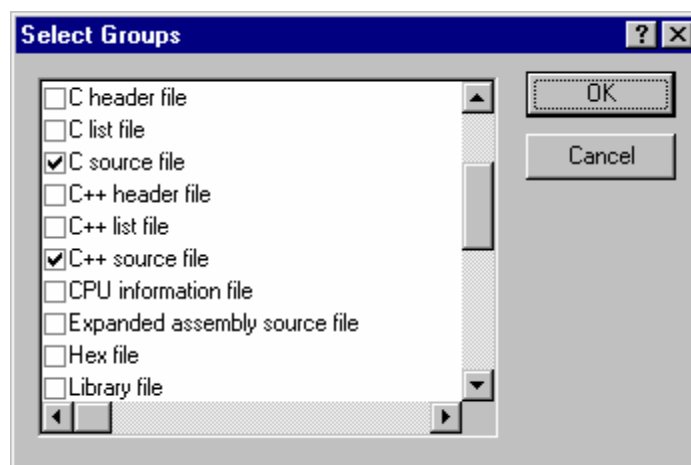 Select Groups
C header file
C list file
C source file
C++ header file
C++ list file
C++ source file
CPU information file
Expanded assembly source file
Hex file
Library file
OK
Cancel